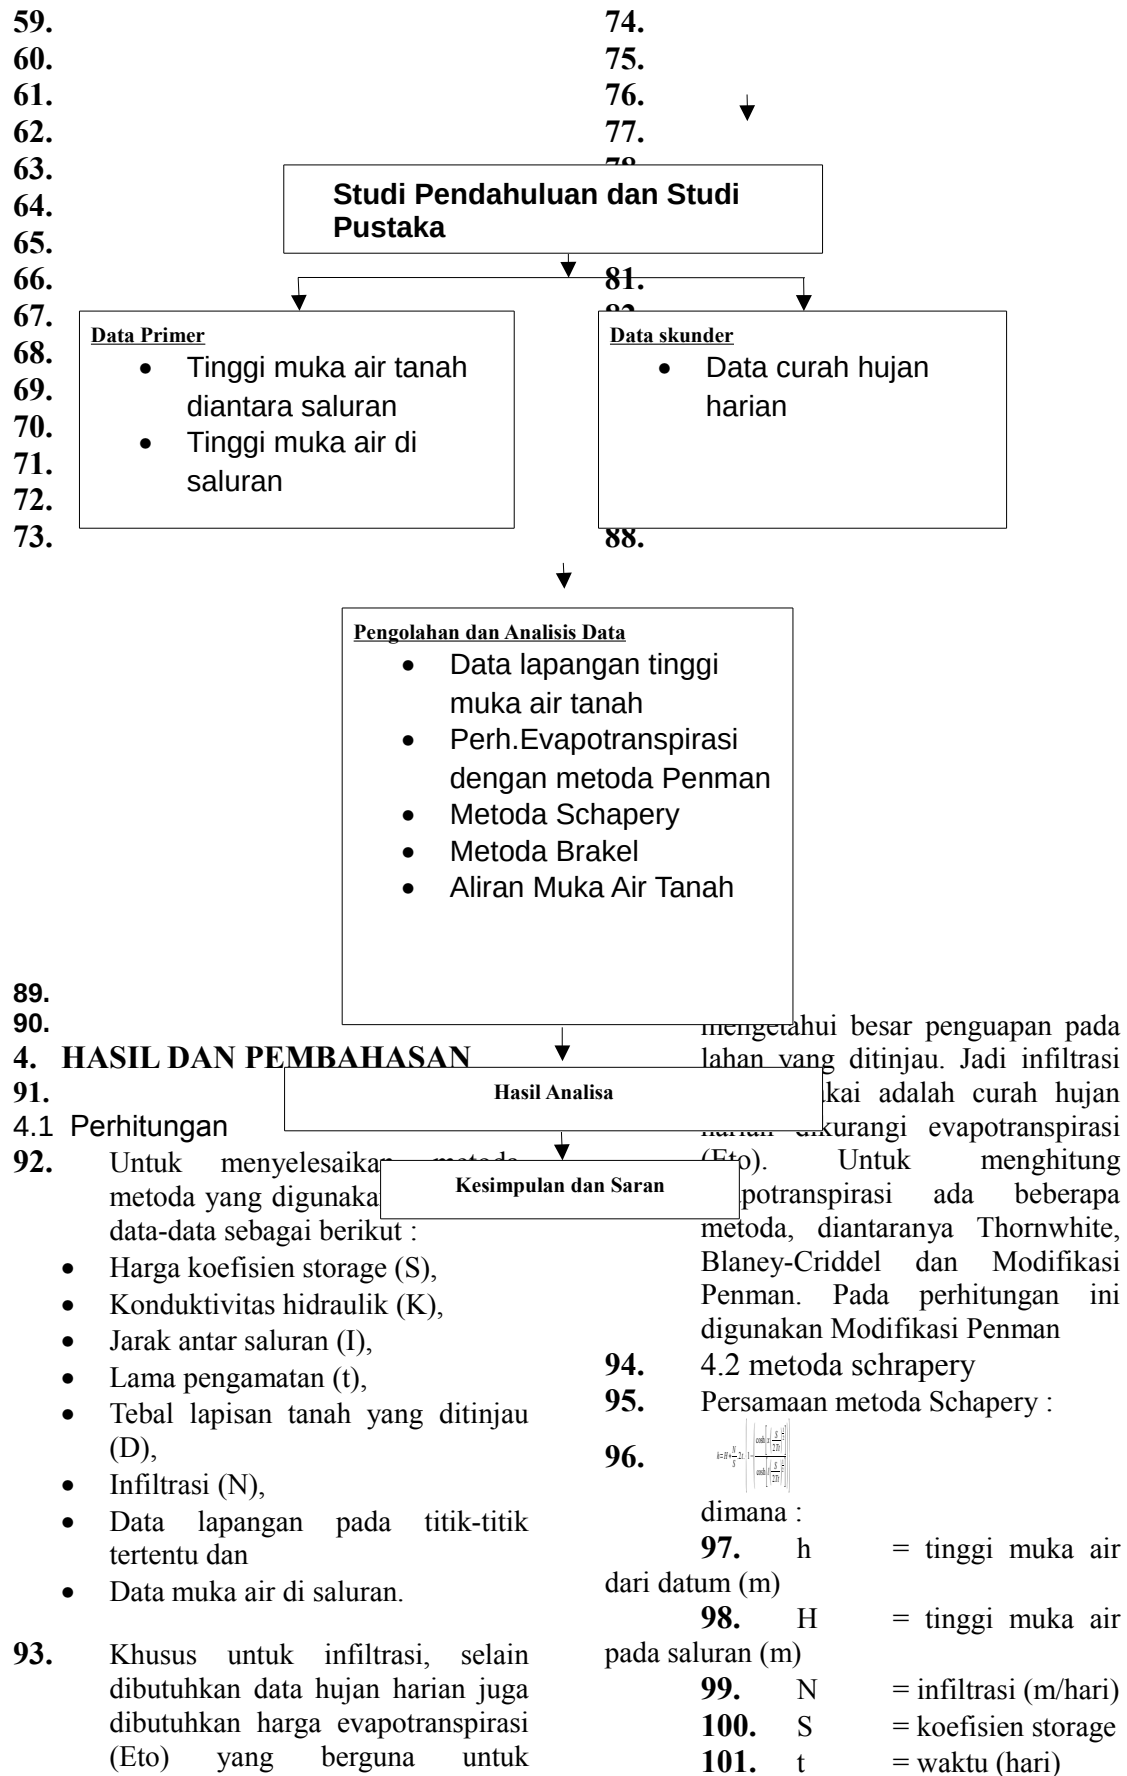 59.
60.
61.
62.
63.
64.
65.
66.
67.
68.
69.
70.
71.
72.
73.
74.
75.
76.
77.
81.
88.
Studi Pendahuluan dan Studi
Pustaka
Data Primer
• Tinggi muka air tanah
diantara saluran
• Tinggi muka air di
saluran
Data skunder
• Data curah hujan
harian
Pengolahan dan Analisis Data
• Data lapangan tinggi
muka air tanah
• Perh.Evapotranspirasi
dengan metoda Penman
• Metoda Schapery
• Metoda Brakel
• Aliran Muka Air Tanah
Hasil Analisa
Kesimpulan dan Saran
89.
90.
4. HASIL DAN PEMBAHASAN
91.
4.1 Perhitungan
92. Untuk menyelesaikan
metoda yang digunakan
data-data sebagai berikut :
• Harga koefisien storage (S),
• Konduktivitas hidraulik (K),
• Jarak antar saluran (I),
• Lama pengamatan (t),
• Tebal lapisan tanah yang ditinjau
(D),
• Infiltrasi (N),
• Data lapangan pada titik-titik
tertentu dan
• Data muka air di saluran.
93. Khusus untuk infiltrasi, selain
dibutuhkan data hujan harian juga
dibutuhkan harga evapotranspirasi
(Eto) yang berguna untuk
mengetahui besar penguapan pada
lahan yang ditinjau. Jadi infiltrasi
adalah curah hujan
harian dikurangi evapotranspirasi
(Eto). Untuk menghitung
evapotranspirasi ada beberapa
metoda, diantaranya Thornwhite,
Blaney-Criddel dan Modifikasi
Penman. Pada perhitungan ini
digunakan Modifikasi Penman
94. 4.2 metoda schrapery
95. Persamaan metoda Schapery :
96.
dimana :
97. h = tinggi muka air
dari datum (m)
98. H = tinggi muka air
pada saluran (m)
99. N = infiltrasi (m/hari)
100. S = koefisien storage
101. t = waktu (hari)